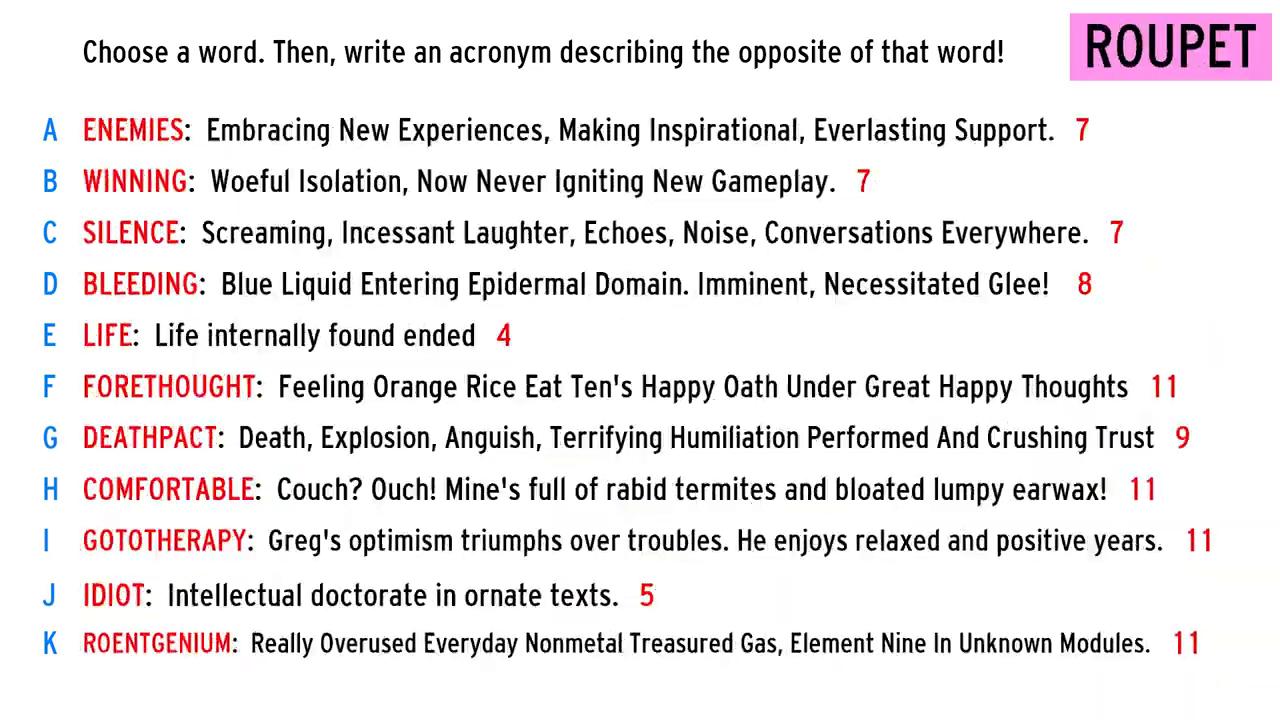 Choose a word. Then, write an acronym describing the opposite of that word!
ROUPET
A ENEMIES: Embracing New Experiences, Making Inspirational, Everlasting Support. 7
B WINNING: Woeful Isolation, Now Never Igniting New Gameplay. 7
C SILENCE: Screaming, Incessant Laughter, Echoes, Noise, Conversations Everywhere. 7
D BLEEDING: Blue Liquid Entering Epidermal Domain. Imminent, Necessitated Glee! 8
E LIFE: Life internally found ended 4
F FORETHOUGHT: Feeling Orange Rice Eat Ten's Happy Oath Under Great Happy Thoughts 11
G DEATHPACT: Death, Explosion, Anguish, Terrifying Humiliation Performed And Crushing Trust 9
H COMFORTABLE: Couch? Ouch! Mine's full of rabid termites and bloated lumpy earwax! 11
I GOTOTHERAPY: Greg's optimism triumphs over troubles. He enjoys relaxed and positive years. 11
J IDIOT: Intellectual doctorate in ornate texts. 5
K ROENTGENIUM: Really Overused Everyday Nonmetal Treasured Gas, Element Nine In Unknown Modules. 11